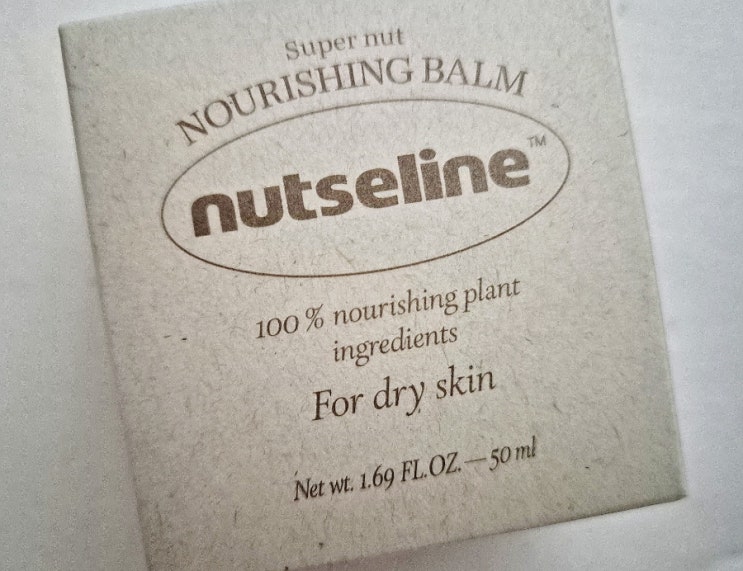 Super nut
NOURISHING BALM
nutseline™
100 % nourishing plant
ingredients
For dry skin
Net wt. 1.69 FL.OZ.—50 ml